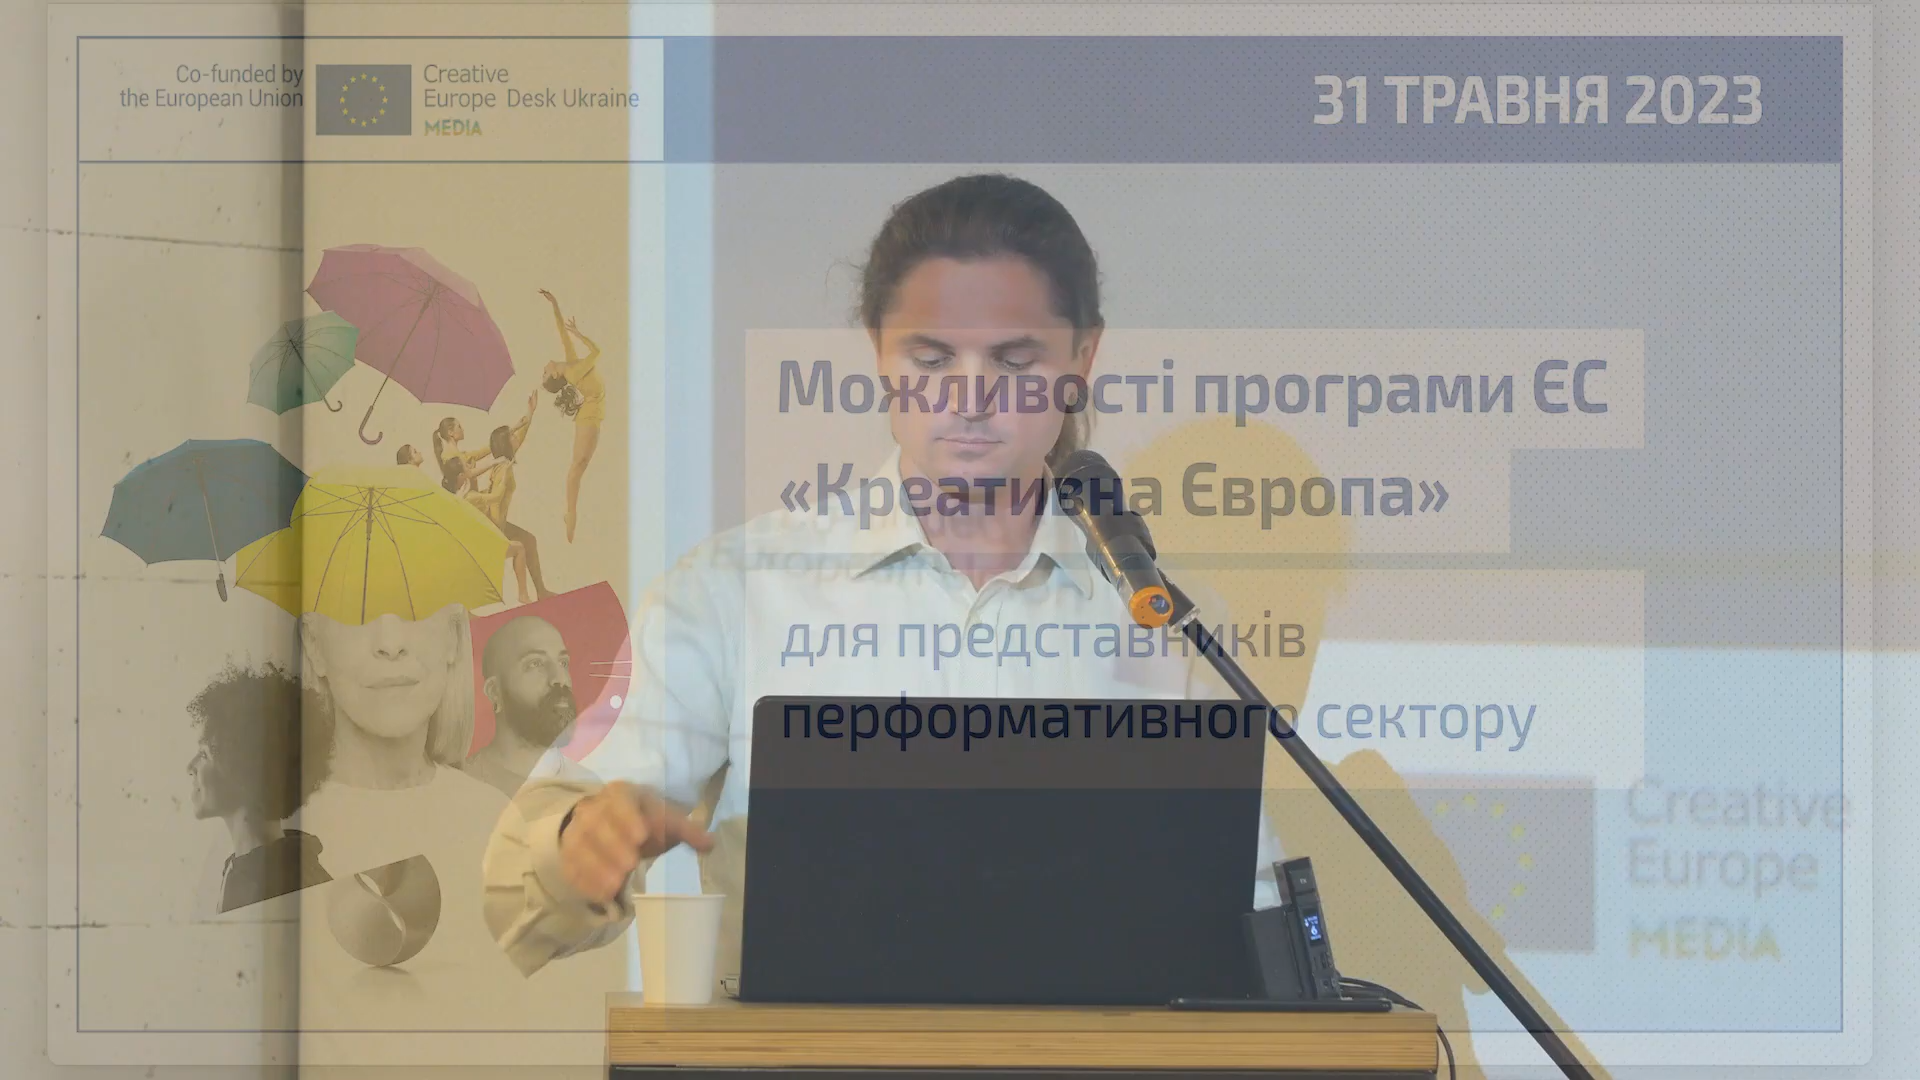 Co-funded by
the European Union
Creative
Europe Desk Ukraine
MEDIA
31 ТРАВНЯ 2023
Можливості програми ЄС
«Креативна Європа»
для представників
перформативного сектору
Creative
Europe
MEDIA